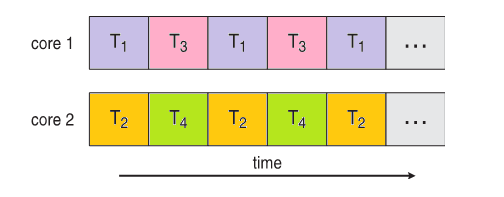 core 1 T₁ T₃ T₁ T₃ T₁ ...
core 2 T₂ T₄ T₂ T₄ T₂ ...
time